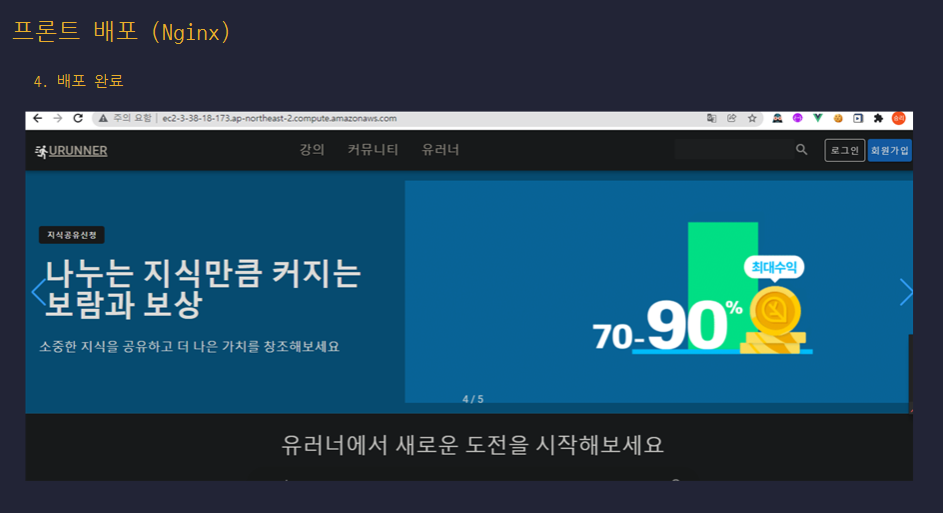 프론트 배포 (Nginx)
4. 배포 완료
주의 요함 | ec2-3-38-18-173.ap-northeast-2.compute.amazonaws.com
URUNNER 강의 커뮤니티 유러너 로그인 회원가입
지식공유신청
나누는 지식만큼 커지는
보람과 보상
소중한 지식을 공유하고 더 나은 가치를 창조해보세요
최대수익
70-90%
4 / 5
유러너에서 새로운 도전을 시작해보세요